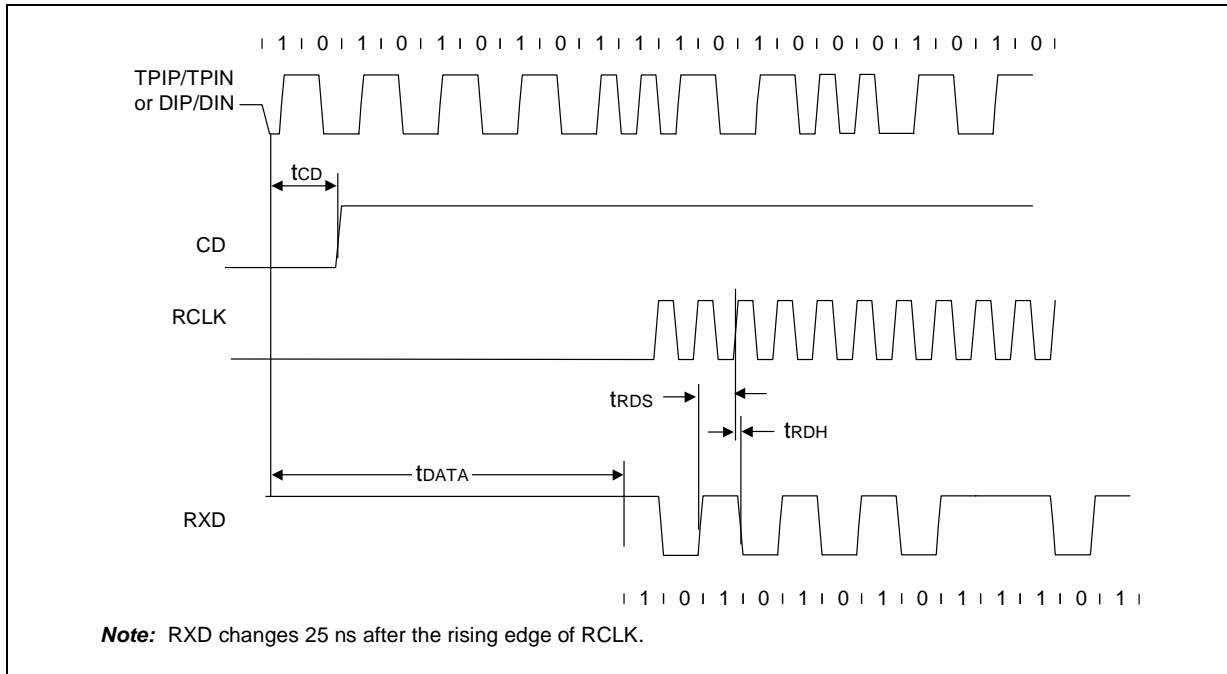 1 0 1 0 1 0 1 0 1 1 1 0 1 0 0 0 1 0 1 0
TPIP/TPIN
or DIP/DIN
tCD
CD
RCLK
tRDS
tRDH
tDATA
RXD
1 0 1 0 1 0 1 0 1 1 1 0 1
Note: RXD changes 25 ns after the rising edge of RCLK.